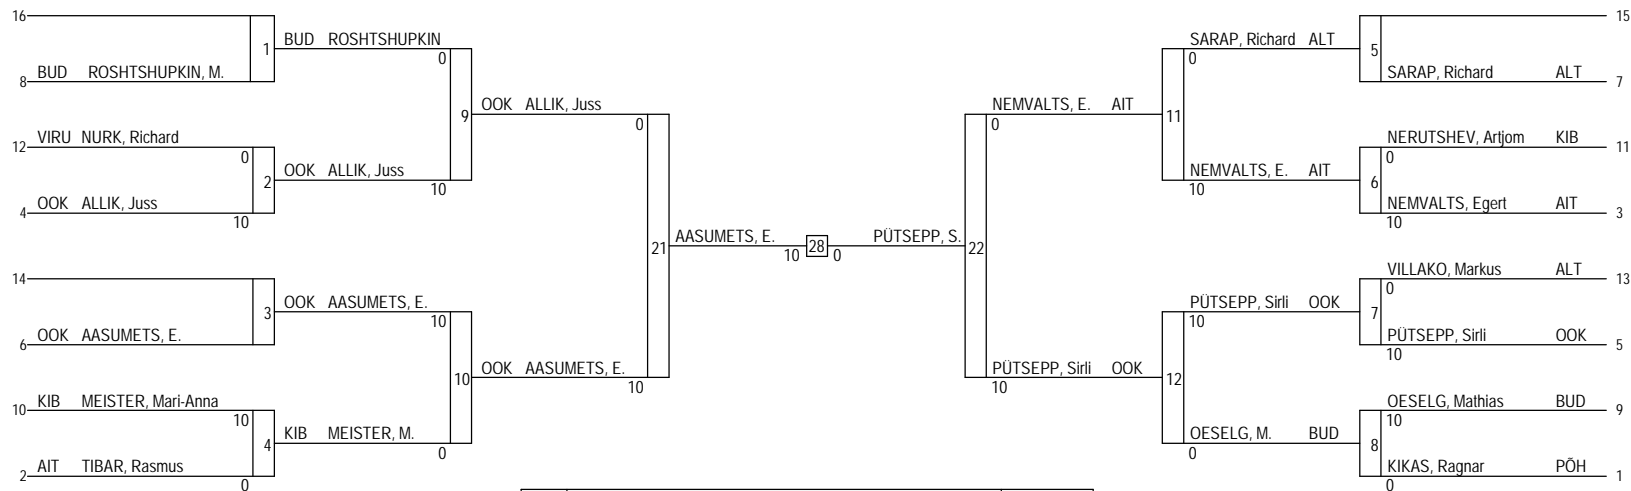 16
1
BUD ROSHTSHUPKIN
0
8 BUD ROSHTSHUPKIN, M.
9
OOK ALLIK, Juss
0
12 VIRU NURK, Richard
0
2
OOK ALLIK, Juss
10
4 OOK ALLIK, Juss
10
21
AASUMETS, E.
10
28
0
PÜTSEPP, S.
22
14
3
OOK AASUMETS, E.
10
6 OOK AASUMETS, E.
10
OOK AASUMETS, E.
10
10 KIB MEISTER, Mari-Anna
10
4
KIB MEISTER, M.
0
2 AIT TIBAR, Rasmus
0
15
5
SARAP, Richard ALT
0
SARAP, Richard ALT 7
NEMVALTS, E. AIT
0
11
NERUTSHEV, Artjom KIB 11
0
6
NEMVALTS, E. AIT
10
NEMVALTS, Egert AIT 3
10
VILLAKO, Markus ALT 13
0
7
PÜTSEPP, Sirli OOK
10
PÜTSEPP, Sirli OOK 5
10
PÜTSEPP, Sirli OOK
10
12
OESELG, Mathias BUD 9
10
8
OESELG, M. BUD
0
KIKAS, Ragnar PÕH 1
0